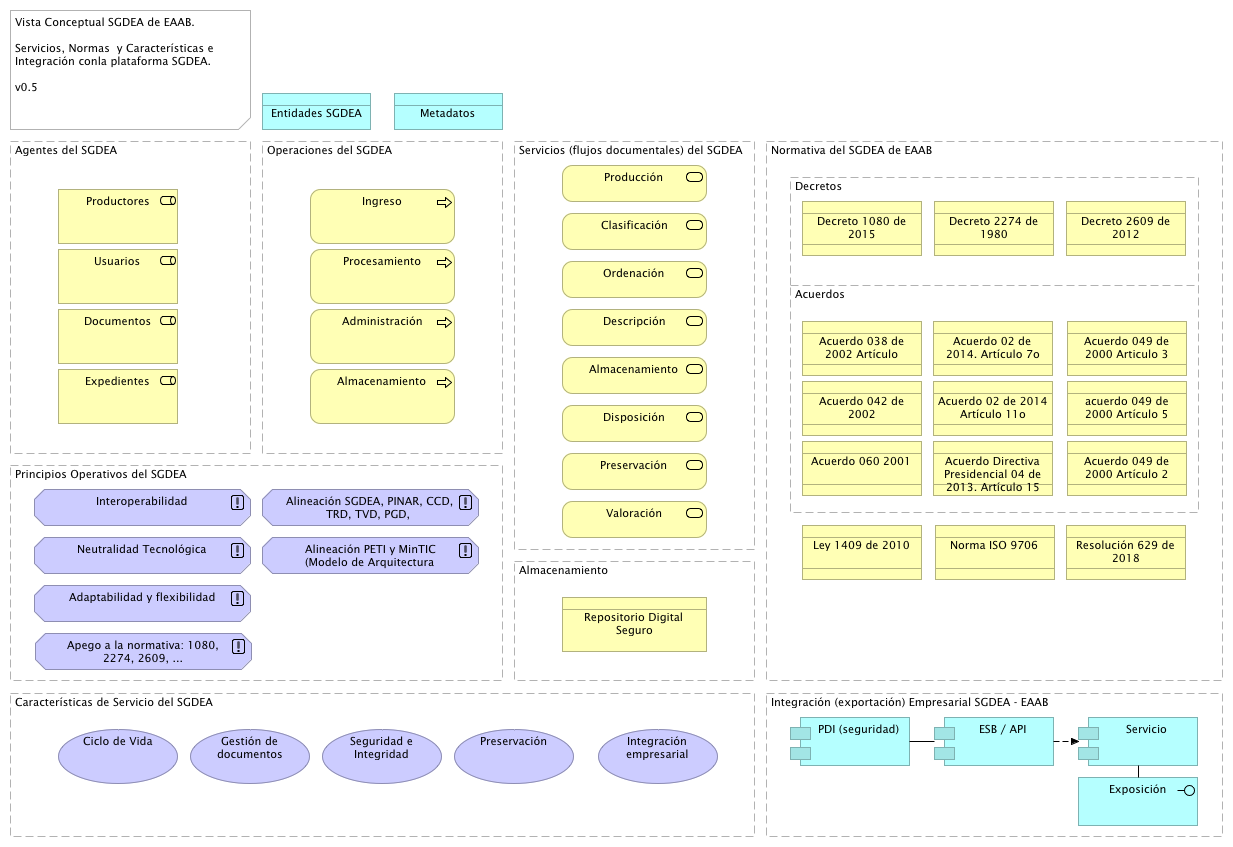 Vista Conceptual SGDEA de EAAB.
Servicios, Normas  y Características e
Integración conla plataforma SGDEA.
v0.5
Entidades SGDEA
Metadatos
Agentes del SGDEA
Productores
Usuarios
Documentos
Expedientes
Operaciones del SGDEA
Ingreso
Procesamiento
Administración
Almacenamiento
Servicios (flujos documentales) del SGDEA
Producción
Clasificación
Ordenación
Descripción
Almacenamiento
Disposición
Preservación
Valoración
Normativa del SGDEA de EAAB
Decretos
Decreto 1080 de
2015
Decreto 2274 de
1980
Decreto 2609 de
2012
Acuerdos
Acuerdo 038 de
2002 Artículo
Acuerdo 02 de
2014. Artículo 7o
Acuerdo 049 de
2000 Articulo 3
Acuerdo 042 de
2002
Acuerdo 02 de 2014
Artículo 11o
acuerdo 049 de
2000 Artículo 5
Acuerdo 060 2001
Acuerdo Directiva
Presidencial 04 de
2013. Artículo 15
Acuerdo 049 de
2000 Artículo 2
Ley 1409 de 2010
Norma ISO 9706
Resolución 629 de
2018
Principios Operativos del SGDEA
Interoperabilidad
Neutralidad Tecnológica
Adaptabilidad y flexibilidad
Apego a la normativa: 1080,
2274, 2609, ...
Alineación SGDEA, PINAR, CCD,
TRD, TVD, PGD,
Alineación PETI y MinTIC
(Modelo de Arquitectura
Almacenamiento
Repositorio Digital
Seguro
Características de Servicio del SGDEA
Ciclo de Vida
Gestión de
documentos
Seguridad e
Integridad
Preservación
Integración
empresarial
Integración (exportación) Empresarial SGDEA - EAAB
PDI (seguridad)
ESB / API
Servicio
Exposición